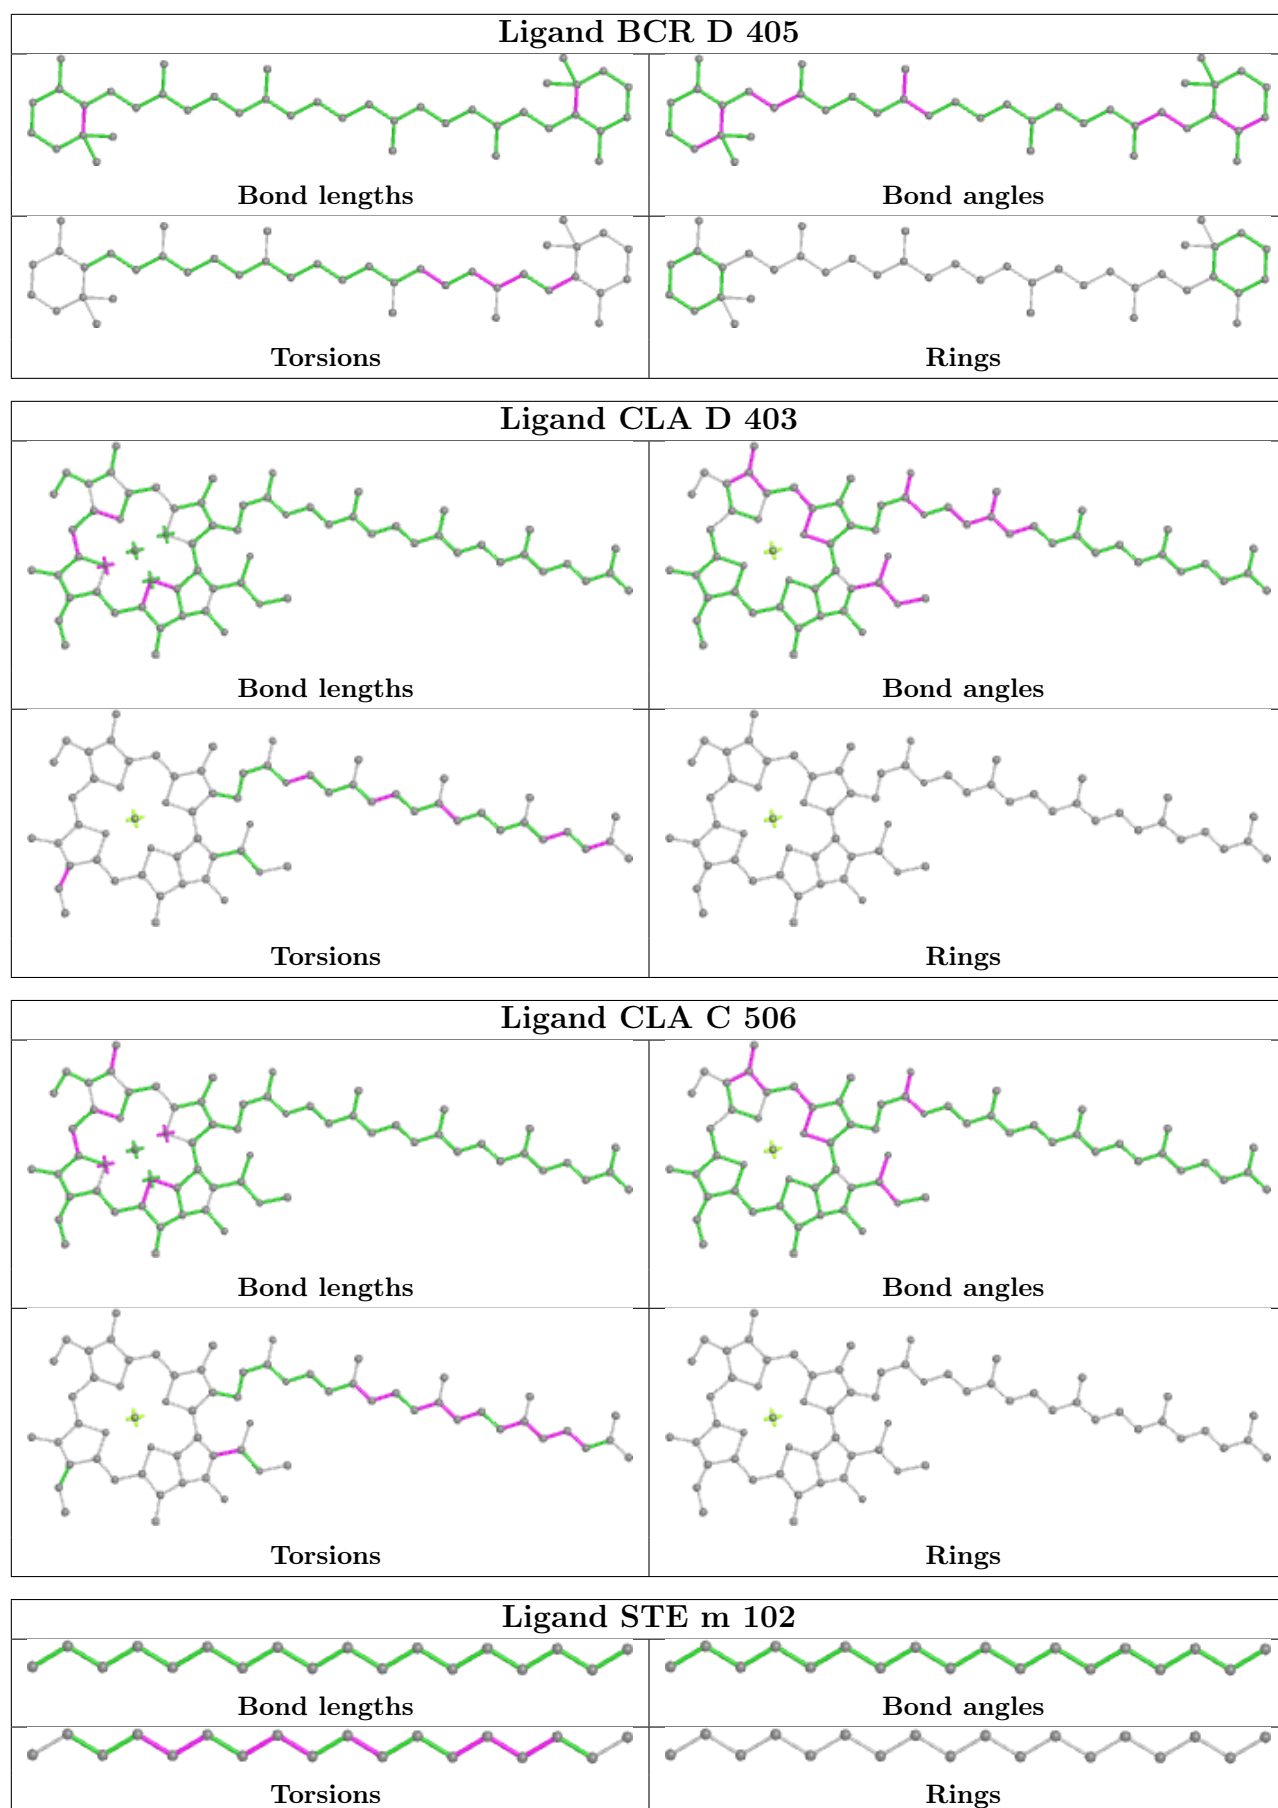 Ligand BCR D 405
Bond lengths
Bond angles
Torsions
Rings
Ligand CLA D 403
Bond lengths
Bond angles
Torsions
Rings
Ligand CLA C 506
Bond lengths
Bond angles
Torsions
Rings
Ligand STE m 102
Bond lengths
Bond angles
Torsions
Rings